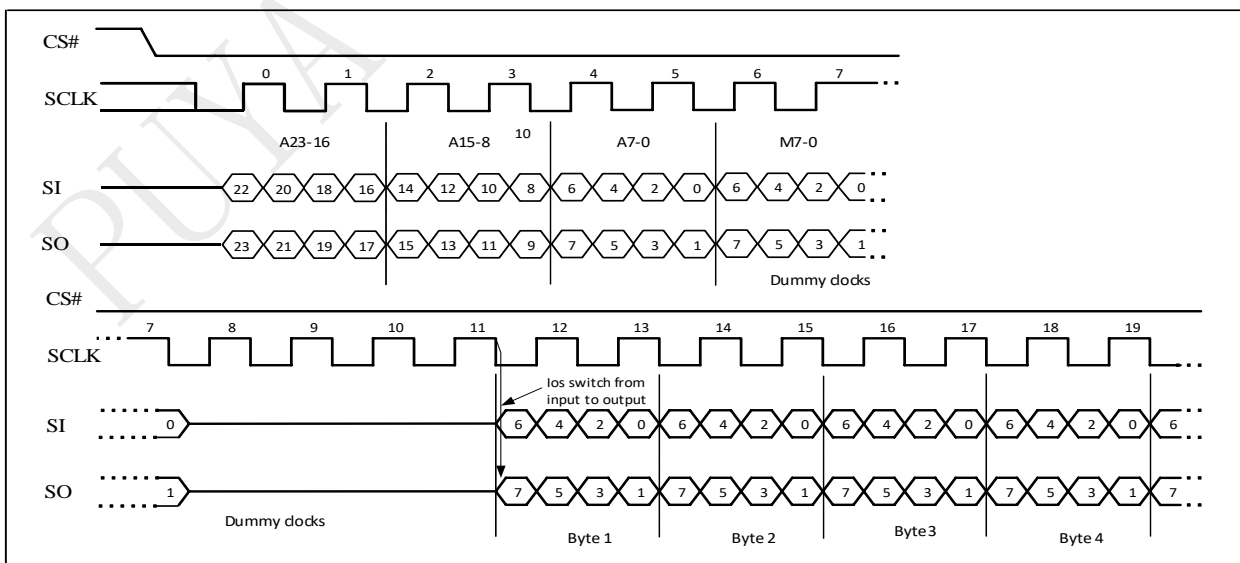 PUYA
CS#
0 1 2 3 4 5 6 7
SCLK
10
A23-16 A15-8 A7-0 M7-0
SI 22 20 18 16 14 12 10 8 6 4 2 0 6 4 2 0
SO 23 21 19 17 15 13 11 9 7 5 3 1 7 5 3 1
Dummy clocks
CS#
7 8 9 10 11 12 13 14 15 16 17 18 19
SCLK
Ios switch from
input to output
SI 0 6 4 2 0 6 4 2 0 6 4 2 0 6 4 2 0 6
SO 1 7 5 3 1 7 5 3 1 7 5 3 1 7 5 3 1 7
Dummy clocks
Byte 1 Byte 2 Byte 3 Byte 4